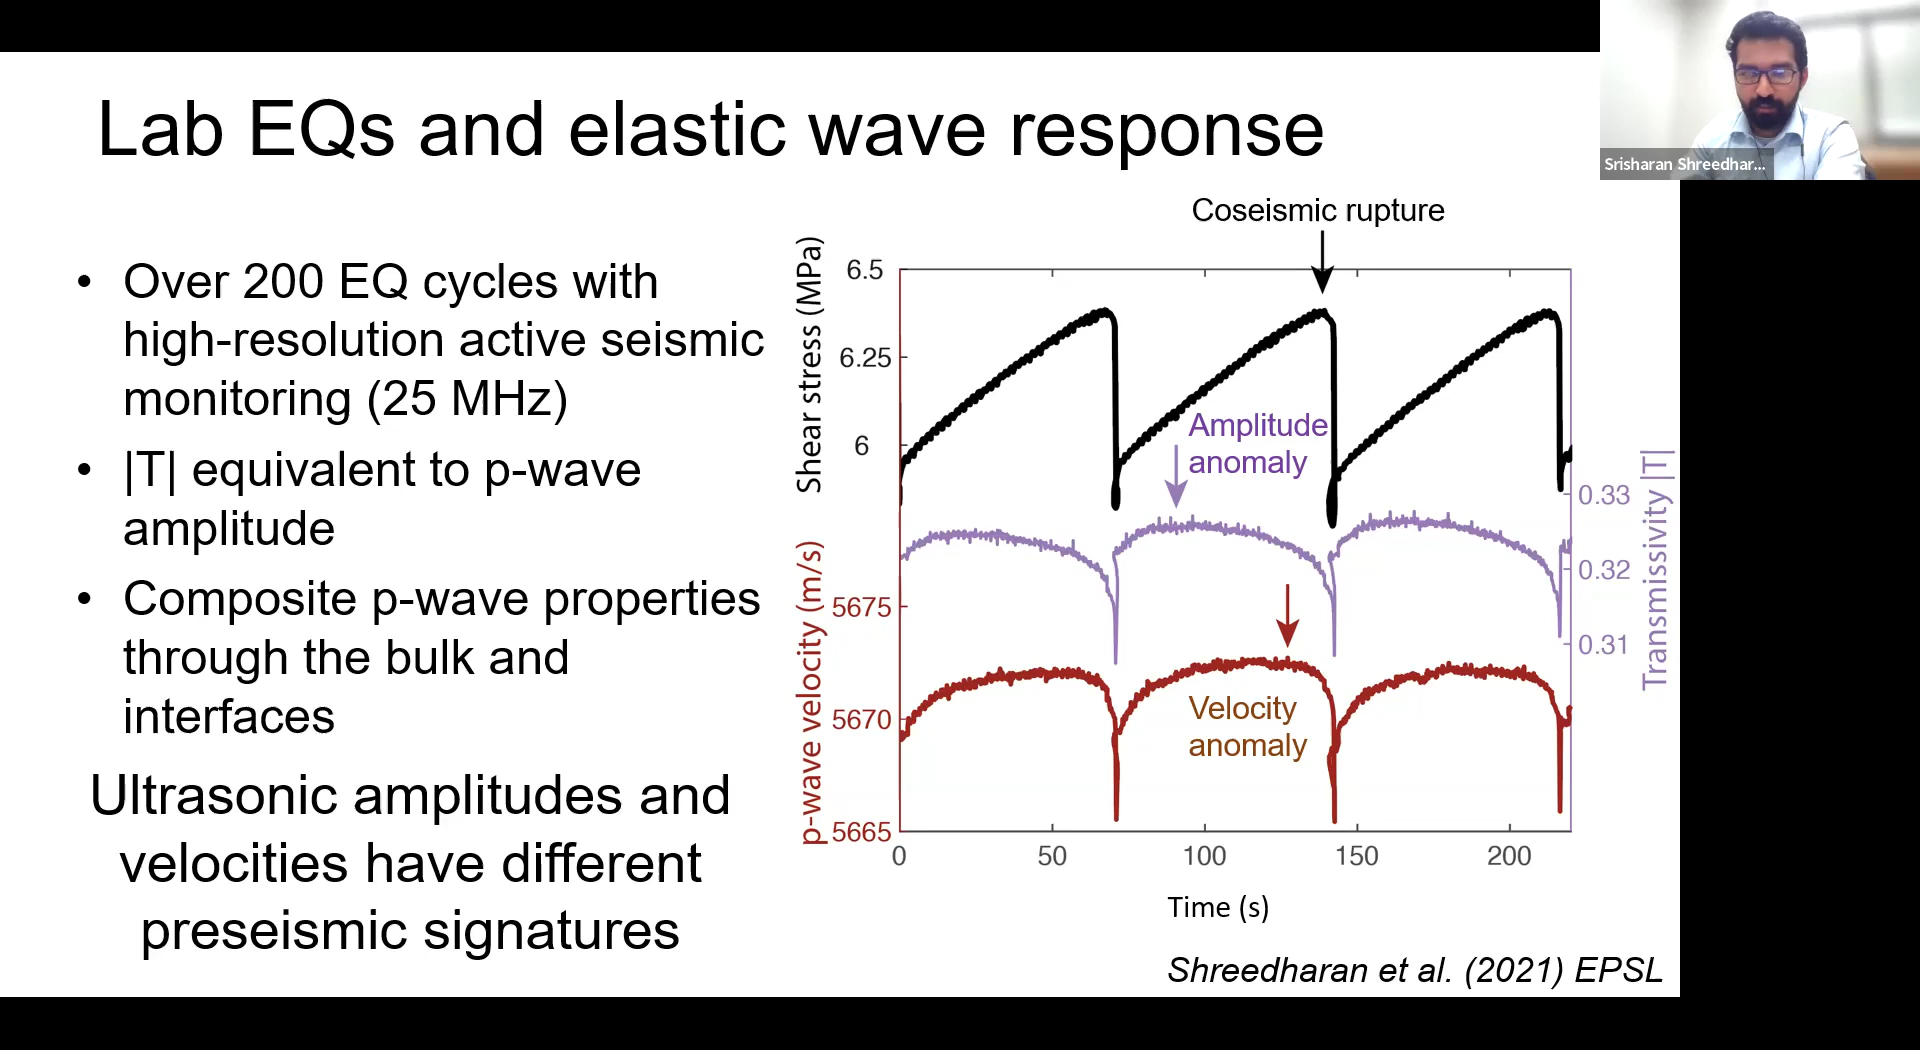 Lab EQs and elastic wave response
Srisharan Shreedhar...
• Over 200 EQ cycles with
high-resolution active seismic
monitoring (25 MHz)
• |T| equivalent to p-wave
amplitude
• Composite p-wave properties
through the bulk and
interfaces
Ultrasonic amplitudes and
velocities have different
preseismic signatures
Coseismic rupture
Shear stress (MPa)
6.5
6.25
6
Amplitude
anomaly
Transmissivity |T|
0.33
0.32
0.31
p-wave velocity (m/s)
5675
5670
5665
Velocity
anomaly
0 50 100 150 200
Time (s)
Shreedharan et al. (2021) EPSL